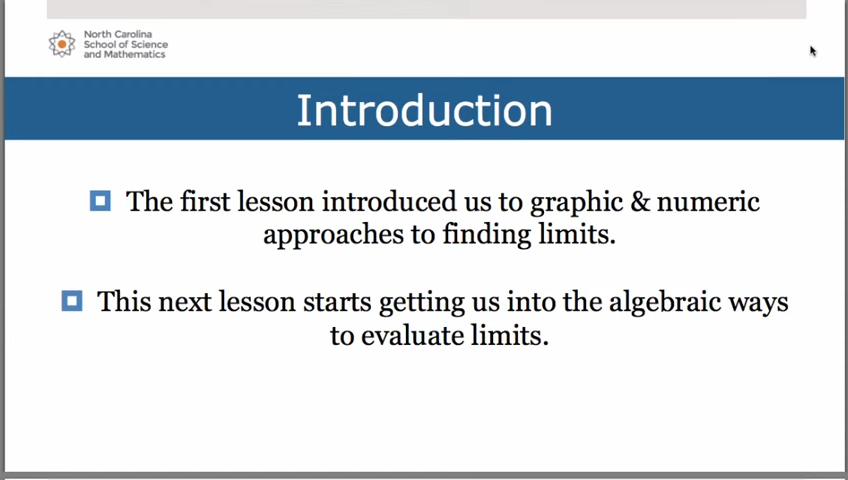 North Carolina
School of Science
and Mathematics
Introduction
The first lesson introduced us to graphic & numeric
approaches to finding limits.
This next lesson starts getting us into the algebraic ways
to evaluate limits.